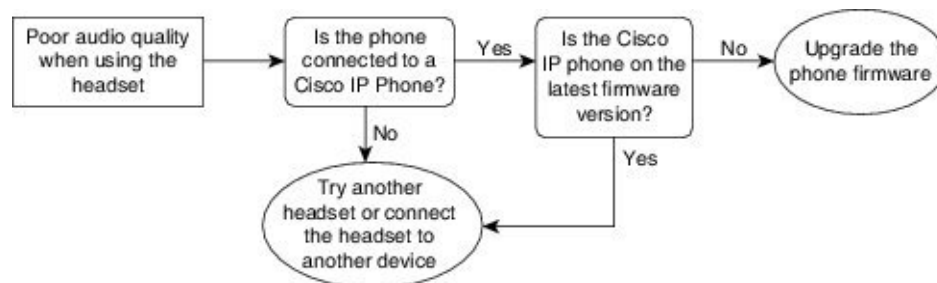 Poor audio quality
when using the
headset
Is the phone
connected to a
Cisco IP Phone?
Yes
Is the Cisco
IP phone on the
latest firmware
version?
No
Upgrade the
phone firmware
No
Yes
Try another
headset or connect
the headset to
another device